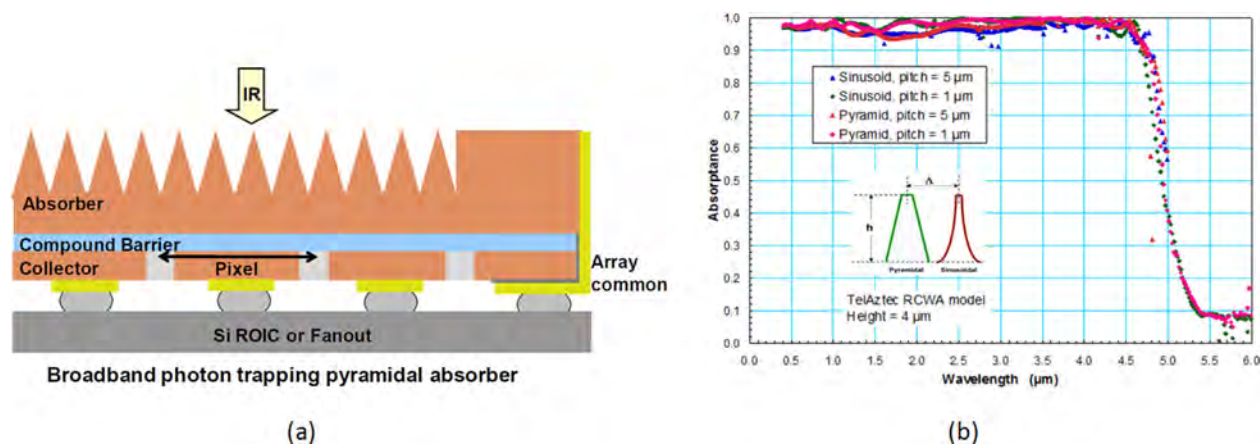 IR
Absorber
Compound Barrier
Collector
Pixel
Array
common
Si ROIC or Fanout
Broadband photon trapping pyramidal absorber
(a)
Absorptance
1.0
0.9
0.8
0.7
0.6
0.5
0.4
0.3
0.2
0.1
0.0
Sinusoid, pitch = 5 µm
Sinusoid, pitch = 1 µm
Pyramid, pitch = 5 µm
Pyramid, pitch = 1 µm
Λ
h
Pyramidal Sinusoidal
TelAztec RCWA model
Height = 4 µm
0.0 0.5 1.0 1.5 2.0 2.5 3.0 3.5 4.0 4.5 5.0 5.5 6.0
Wavelength (µm)
(b)